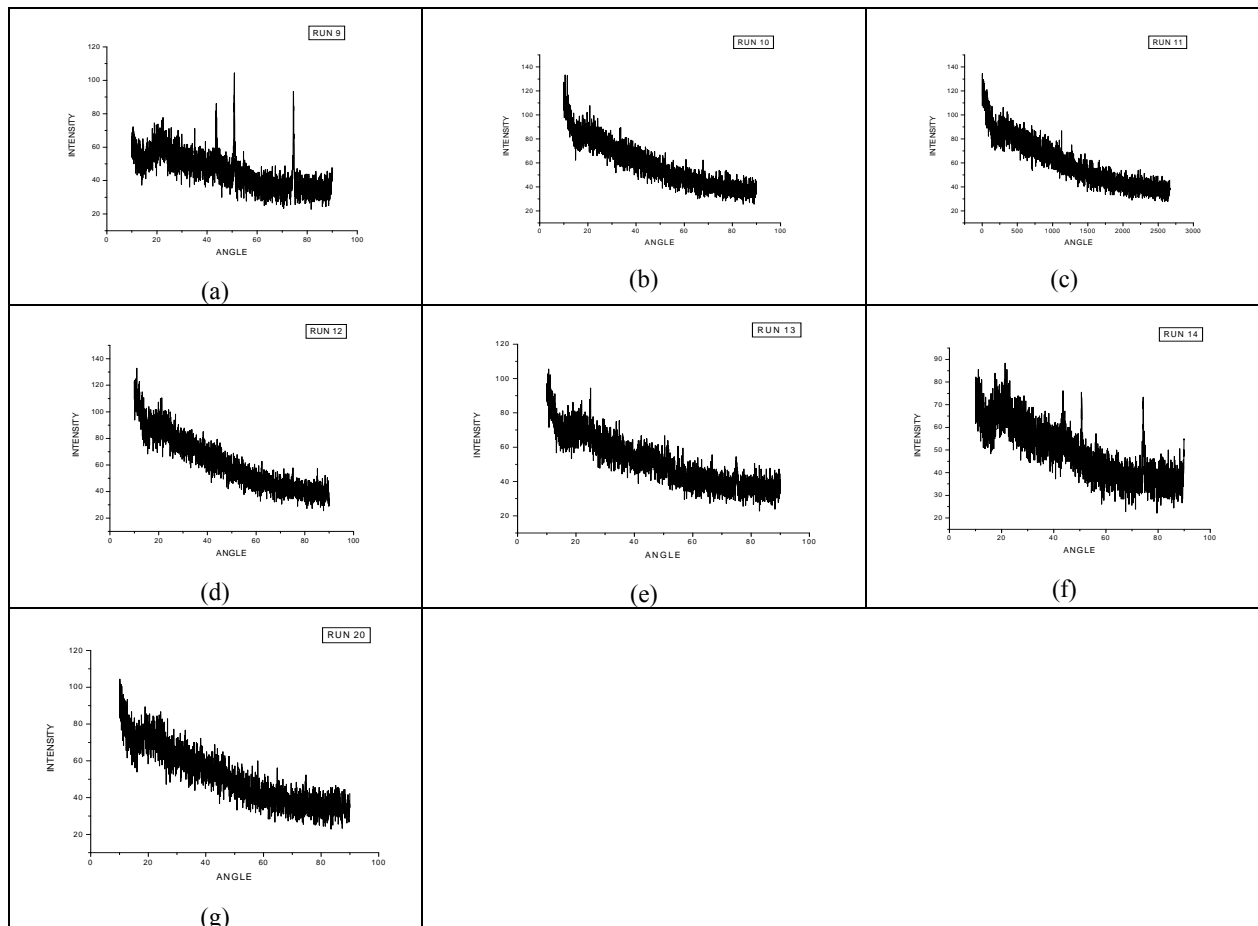 RUN 9
120
100
80
60
40
20
0 20 40 60 80 100
INTENSITY
ANGLE
(a)
RUN 10
140
120
100
80
60
40
20
0 20 40 60 80 100
INTENSITY
ANGLE
(b)
RUN 11
140
120
100
80
60
40
20
0 500 1000 1500 2000 2500 3000
INTENSITY
ANGLE
(c)
RUN 12
140
120
100
80
60
40
20
0 20 40 60 80 100
INTENSITY
ANGLE
(d)
RUN 13
120
100
80
60
40
20
0 20 40 60 80 100
INTENSITY
ANGLE
(e)
RUN 14
90
80
70
60
50
40
30
20
0 20 40 60 80 100
INTENSITY
ANGLE
(f)
RUN 20
120
100
80
60
40
20
0 20 40 60 80 100
INTENSITY
ANGLE
(g)